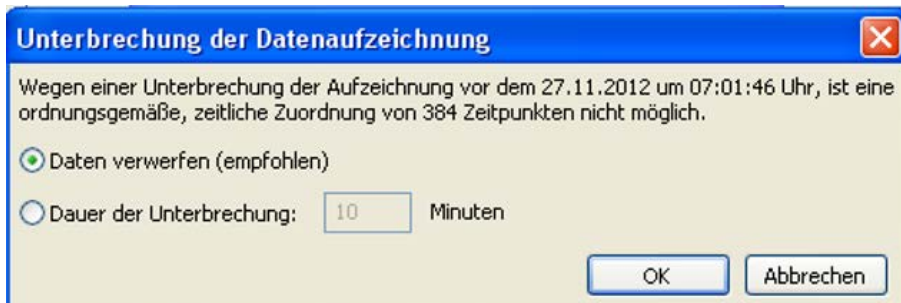 Unterbrechung der Datenaufzeichnung
Wegen einer Unterbrechung der Aufzeichnung vor dem 27.11.2012 um 07:01:46 Uhr, ist eine
ordnungsgemäße, zeitliche Zuordnung von 384 Zeitpunkten nicht möglich.
Daten verwerfen (empfohlen)
Dauer der Unterbrechung: 10 Minuten
OK Abbrechen